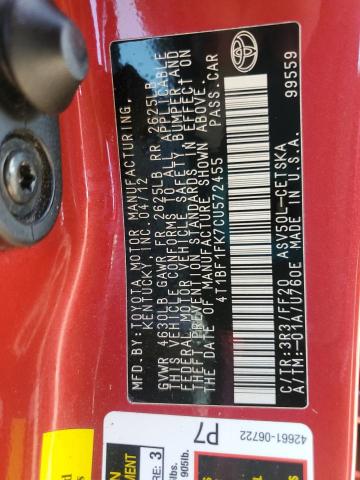 MFD. BY: TOYOTA MOTOR MANUFACTURING,
KENTUCKY, INC. 04/12
GVWR 4630LB GAWR FR 2625LB RR 2625LB
THIS VEHICLE CONFORMS TO ALL APPLICABLE
FEDERAL MOTOR VEHICLE SAFETY BUMPER, AND
THEFT PREVENTION STANDARDS IN EFFECT ON
THE DATE OF MANUFACTURE SHOWN ABOVE.
4T1BF1FK7CU572455 PASS. CAR
C/TR:3R3/FF20 ASV50L-CETSKA
A/TM:-01A/U760E MADE IN U.S.A.
99559
TOYOTA
42661-06722
P7
3
905lb.